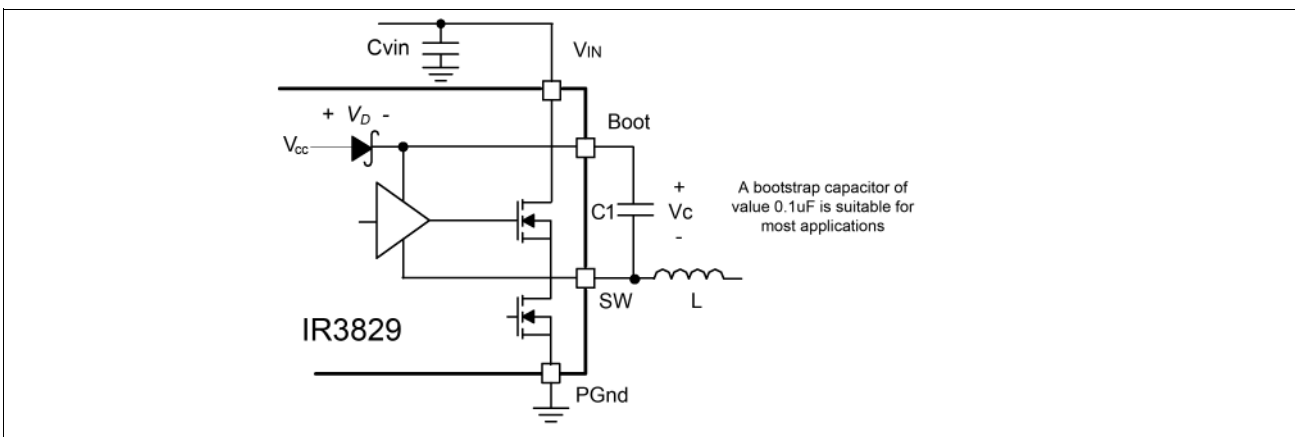 Cvin
VIN
+ VD -
Boot
Vcc
+
C1
Vc
-
A bootstrap capacitor of
value 0.1uF is suitable for
most applications
SW
L
IR3829
PGnd